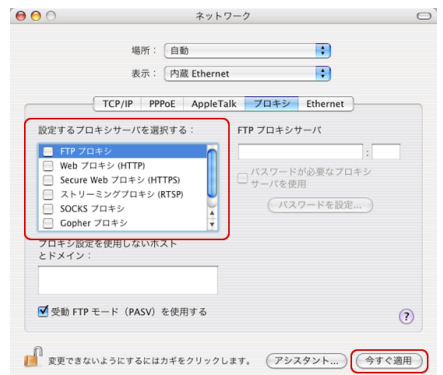 ネットワーク
場所： 自動
表示： 内蔵 Ethernet
TCP/IP PPPoE AppleTalk プロキシ Ethernet
設定するプロキシサーバを選択する：
FTP プロキシ
Web プロキシ (HTTP)
Secure Web プロキシ (HTTPS)
ストリーミングプロキシ (RTSP)
SOCKS プロキシ
Gopher プロキシ
FTP プロキシサーバ
:
パスワードが必要なプロキシ
サーバを使用
パスワードを設定...
プロキシ設定を使用しないホスト
とドメイン：
受動 FTP モード（PASV）を使用する
?
変更できないようにするにはカギをクリックします。
アシスタント...
今すぐ適用